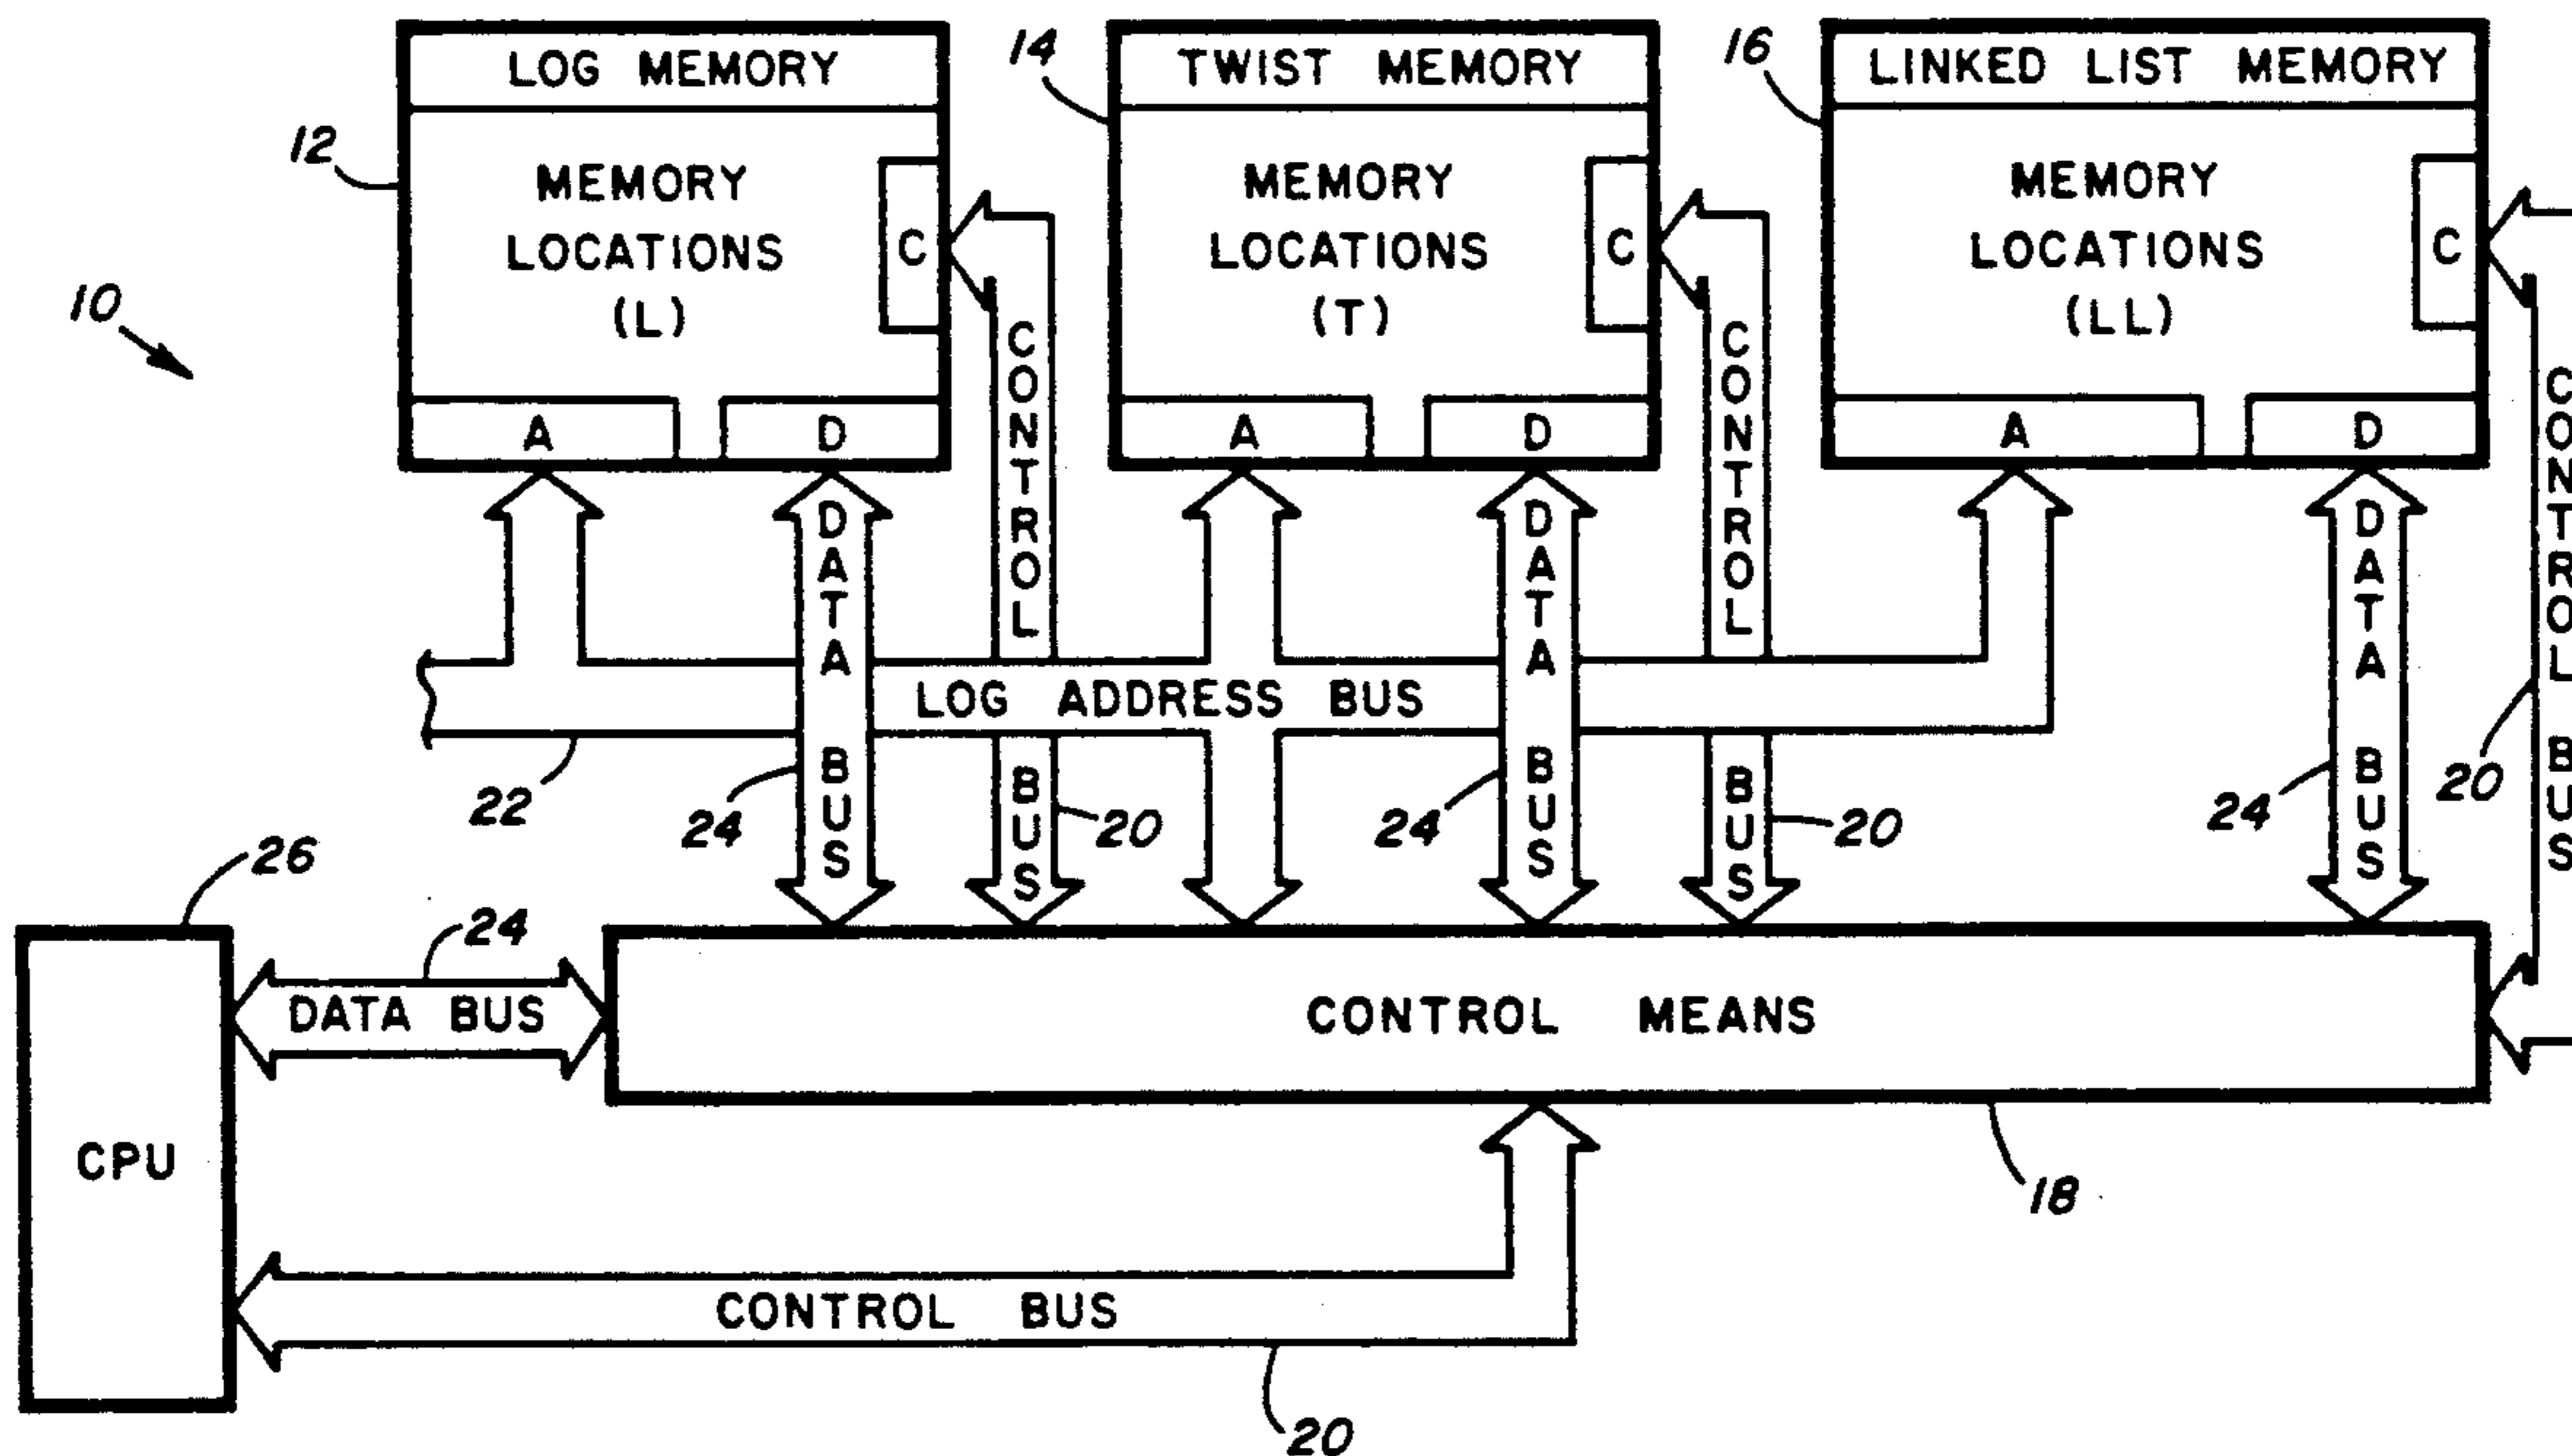 LOG MEMORY
12
MEMORY
LOCATIONS
(L)
C
A
D
14
TWIST MEMORY
MEMORY
LOCATIONS
(T)
C
A
D
16
LINKED LIST MEMORY
MEMORY
LOCATIONS
(LL)
C
A
D
10
DATA BUS
24
CONTROL BUS
20
DATA BUS
24
CONTROL BUS
20
DATA BUS
24
CONTROL BUS
20
LOG ADDRESS BUS
22
26
CPU
24
DATA BUS
CONTROL MEANS
18
CONTROL BUS
20